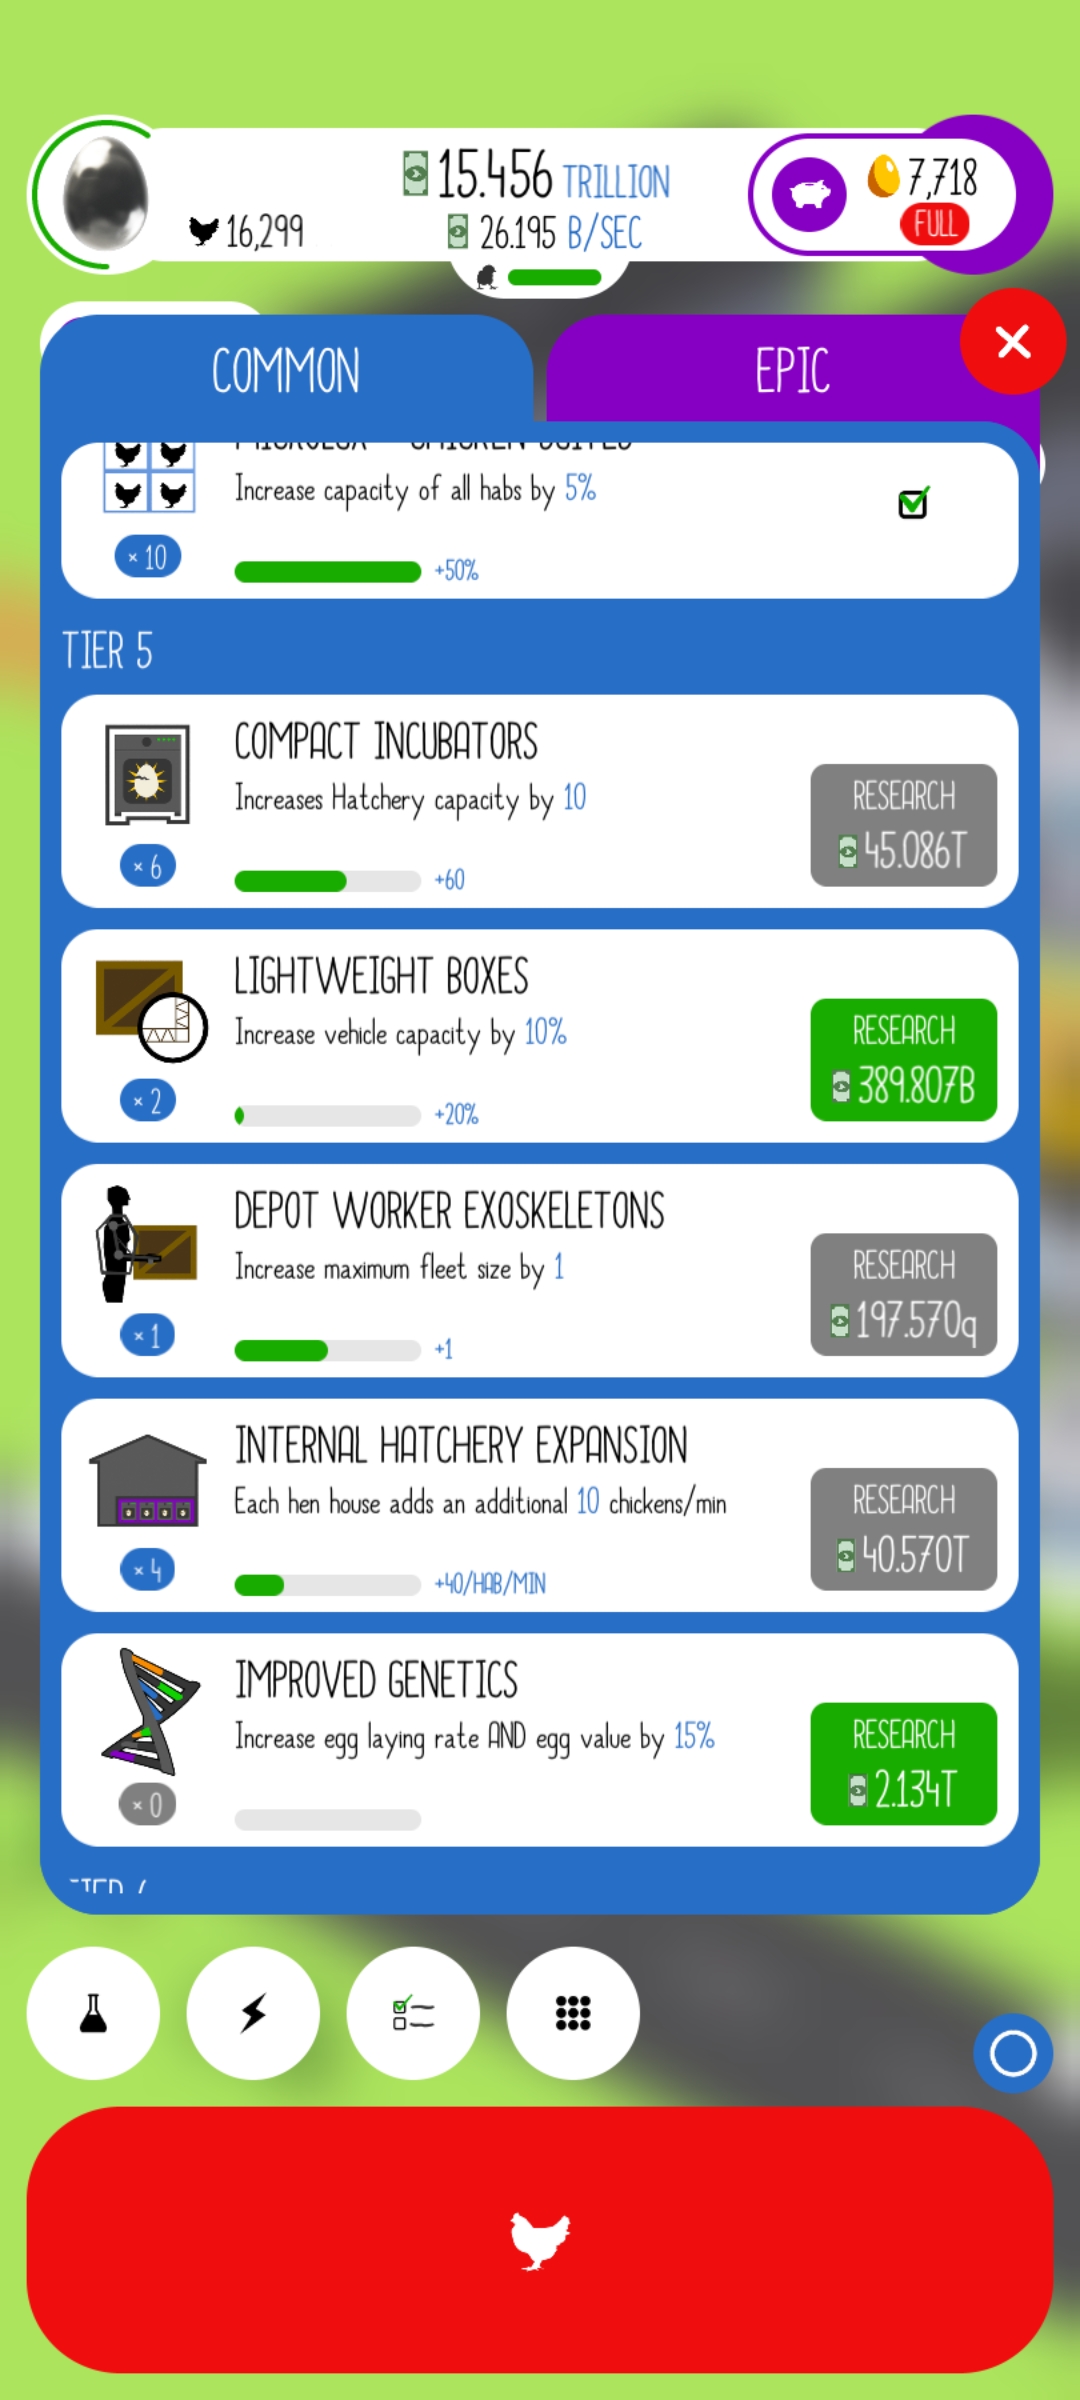 15.456 TRILLION
16,299
26.195 B/SEC
7,718
FULL
COMMON
EPIC
Increase capacity of all habs by 5%
× 10
+50%
TIER 5
COMPACT INCUBATORS
Increases Hatchery capacity by 10
× 6
+60
RESEARCH
45.086T
LIGHTWEIGHT BOXES
Increase vehicle capacity by 10%
× 2
+20%
RESEARCH
389.807B
DEPOT WORKER EXOSKELETONS
Increase maximum fleet size by 1
× 1
+1
RESEARCH
197.570q
INTERNAL HATCHERY EXPANSION
Each hen house adds an additional 10 chickens/min
× 4
+40/HAB/MIN
RESEARCH
40.570T
IMPROVED GENETICS
Increase egg laying rate AND egg value by 15%
× 0
RESEARCH
2.134T